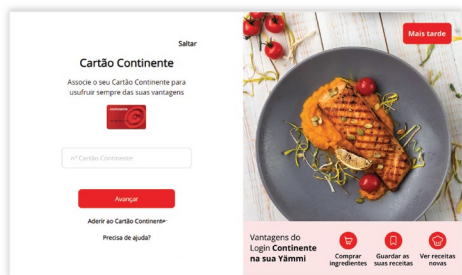 Saltar
Cartão Continente
Associe o seu Cartão Continente para
usufruir sempre das suas vantagens
nº Cartão Continente
Avançar
Aderir ao Cartão Continente
Precisa de ajuda?
Mais tarde
Vantagens do
Login Continente
na sua Yämmi
Comprar
ingredientes
Guardar as
suas receitas
Ver receitas
novas